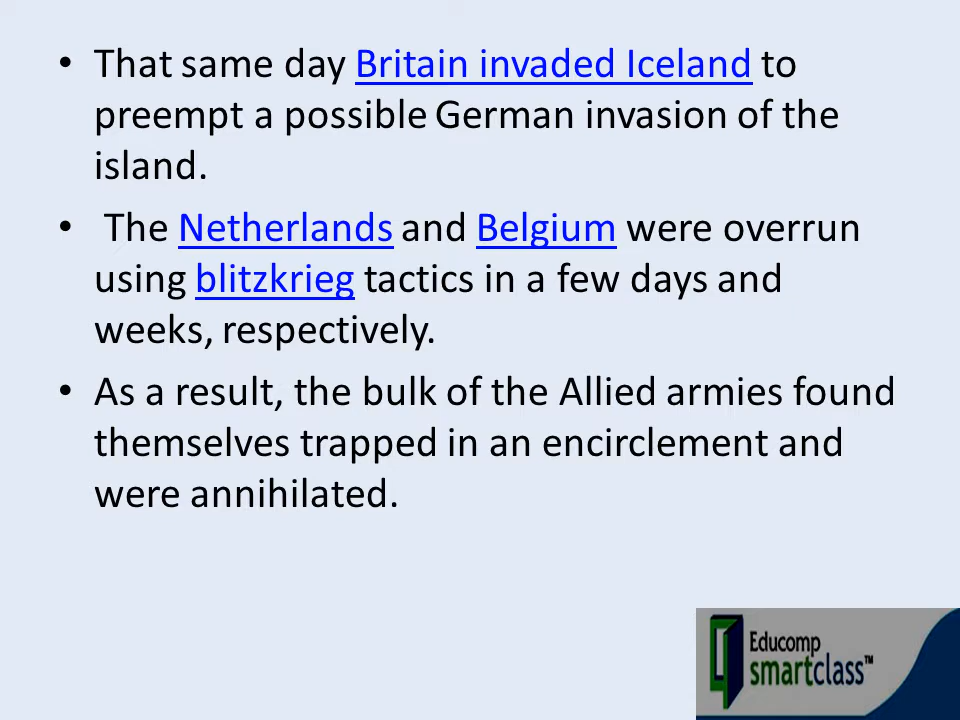 • That same day Britain invaded Iceland to
preempt a possible German invasion of the
island.
• The Netherlands and Belgium were overrun
using blitzkrieg tactics in a few days and
weeks, respectively.
• As a result, the bulk of the Allied armies found
themselves trapped in an encirclement and
were annihilated.
Educomp
smartclass™